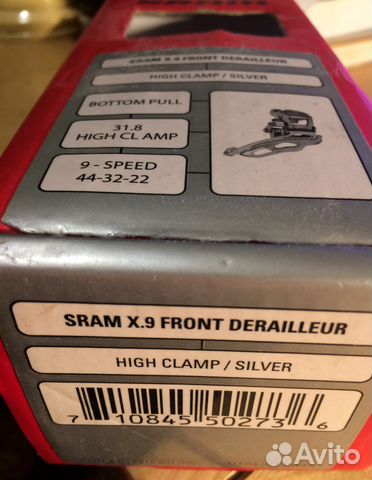 SRAM X.9 FRONT DERAILLEUR
HIGH CLAMP / SILVER
BOTTOM PULL
31.8
HIGH CL AMP
9 - SPEED
44-32-22
SRAM X.9 FRONT DERAILLEUR
HIGH CLAMP / SILVER
7 10845 50273 6
Avito